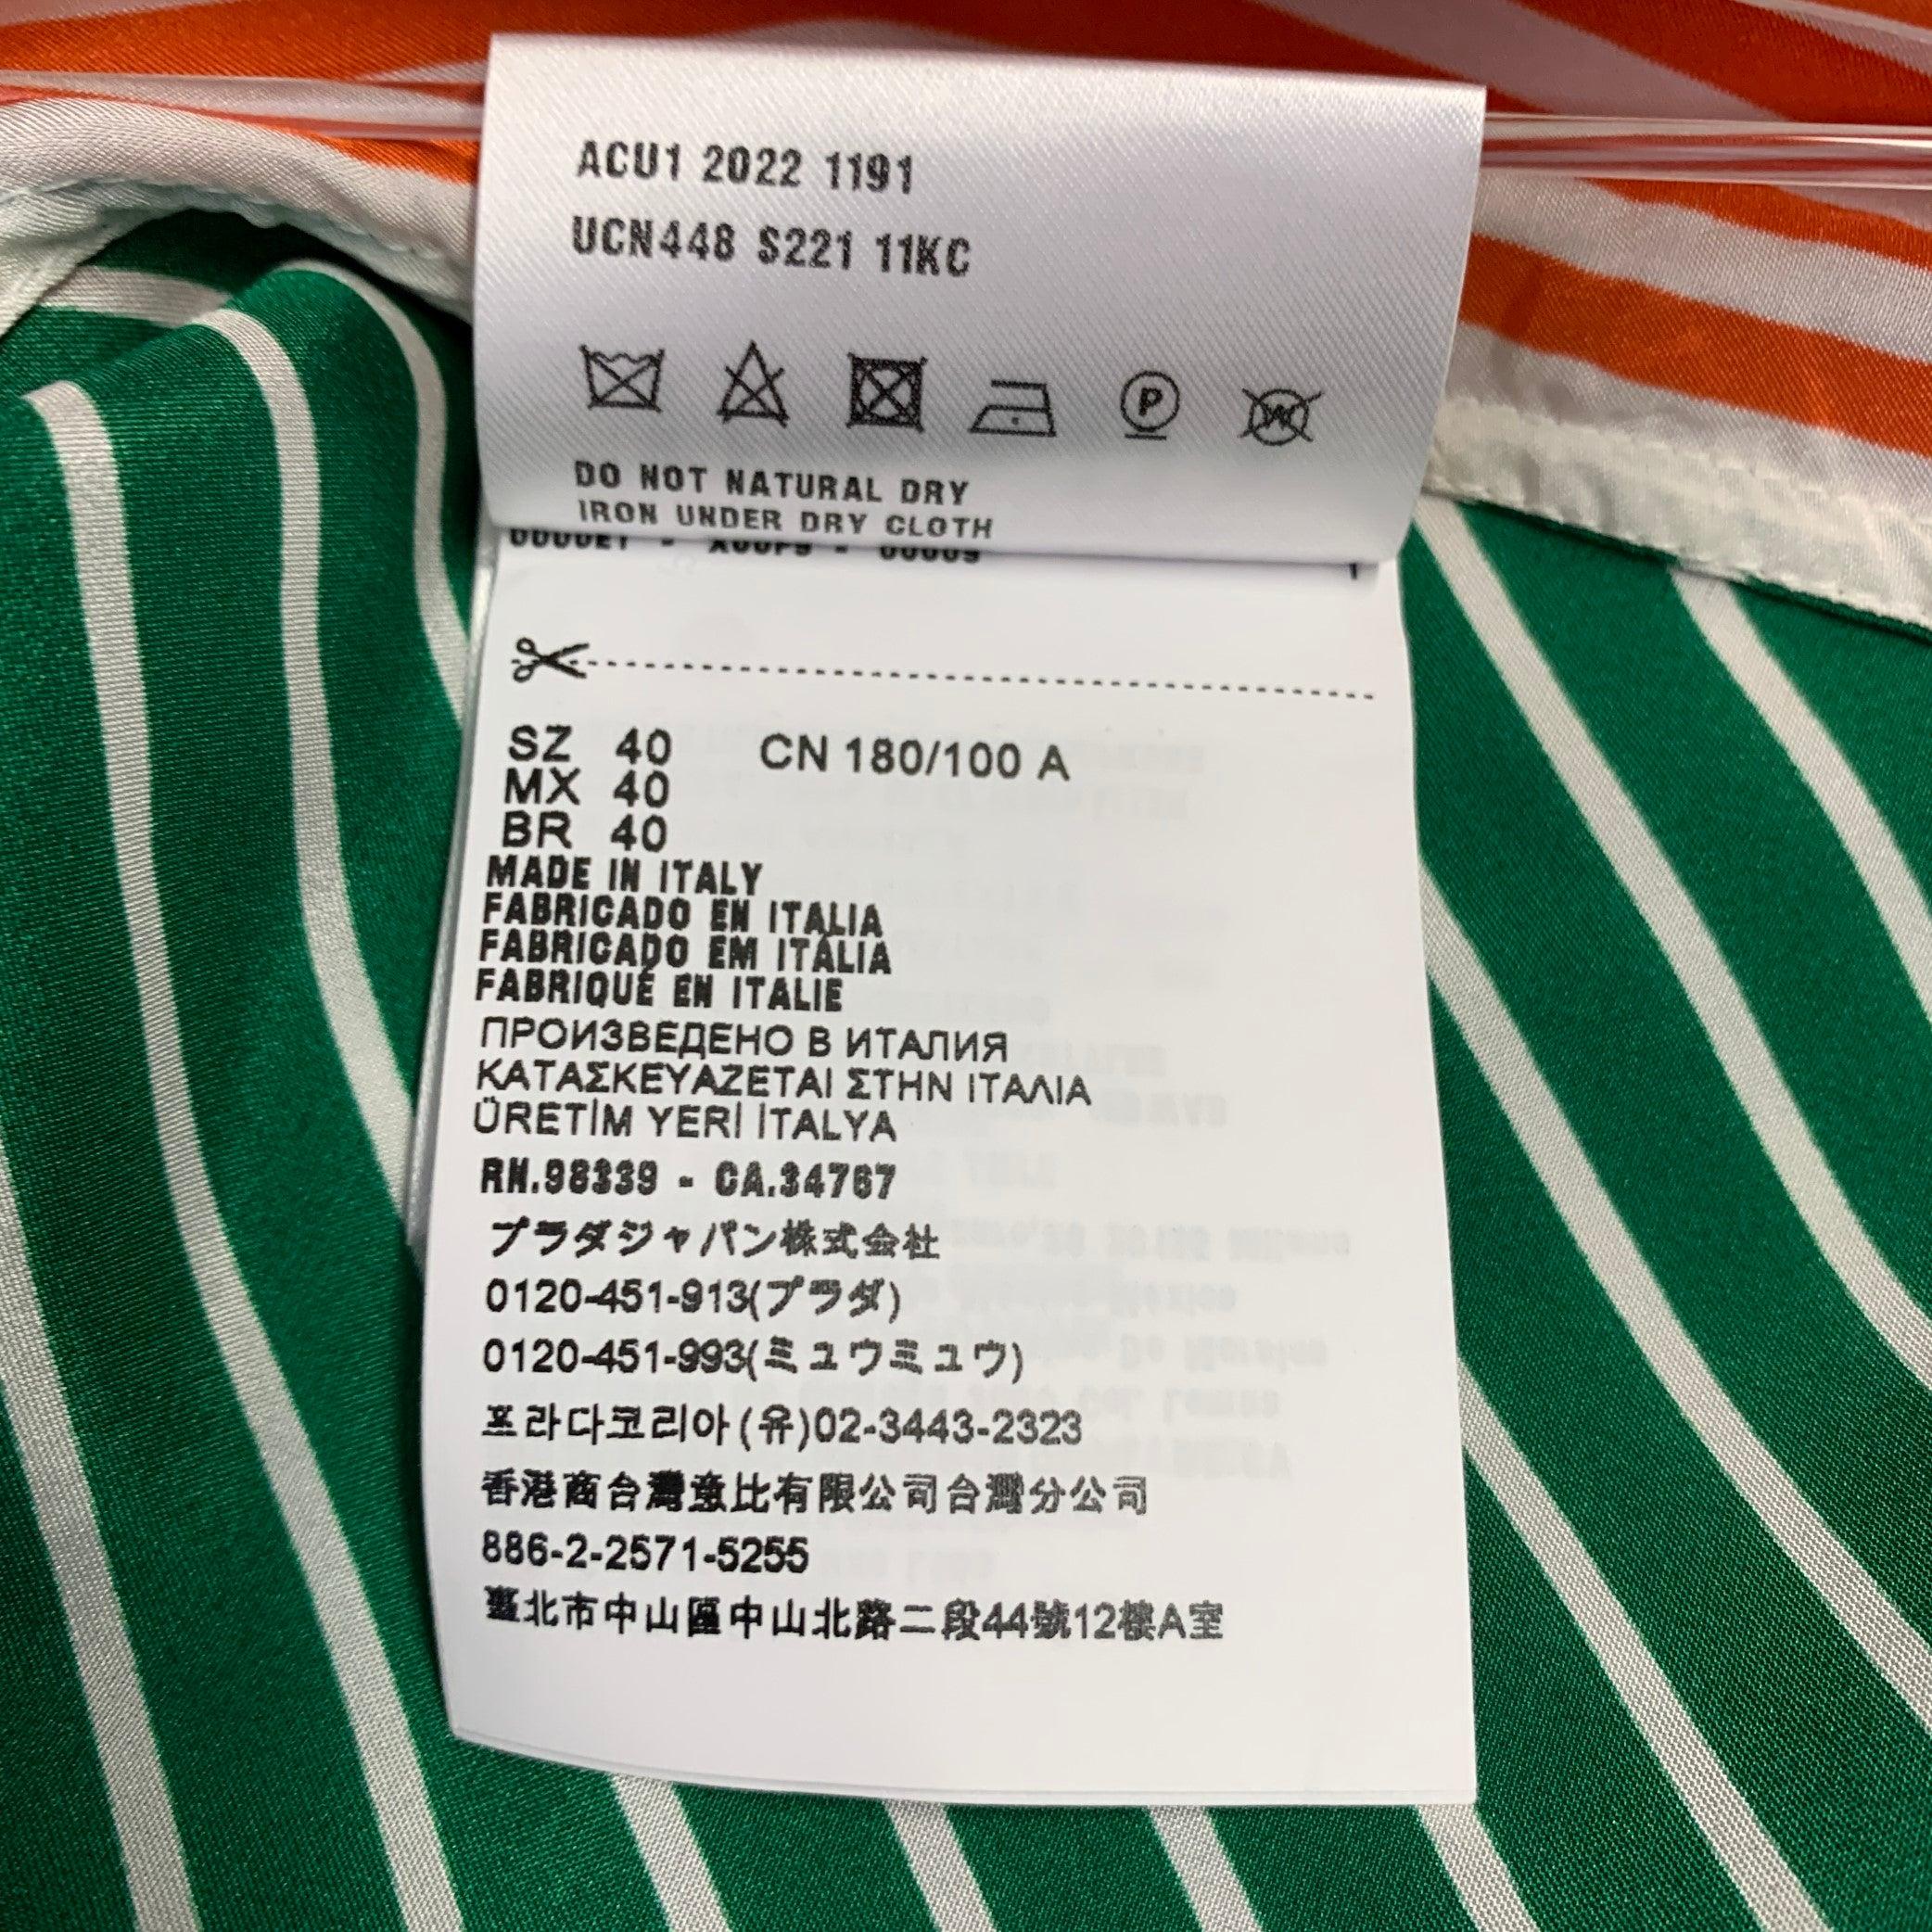 ACU1 2022 1191
UCN448 S221 11KC
P
W
DO NOT NATURAL DRY
IRON UNDER DRY CLOTH
SZ 40 CN 180/100 A
MX 40
BR 40
MADE IN ITALY
FABRICADO EN ITALIA
FABRICADO EM ITÁLIA
FABRIQUÉ EN ITALIE
ПРОИЗВЕДЕНО В ИТАЛИЯ
ΚΑΤΑΣΚΕΥΑΖΕΤΑΙ ΣΤΗΝ ΙΤΑΛΙΑ
ÜRETİM YERİ İTALYA
RN.98339 - CA.34767
プラダジャパン株式会社
0120-451-913(プラダ)
0120-451-993(ミュウミュウ)
프라다코리아(유)02-3443-2323
香港商台灣意比有限公司台灣分公司
886-2-2571-5255
臺北市中山區中山北路二段44號12樓A室